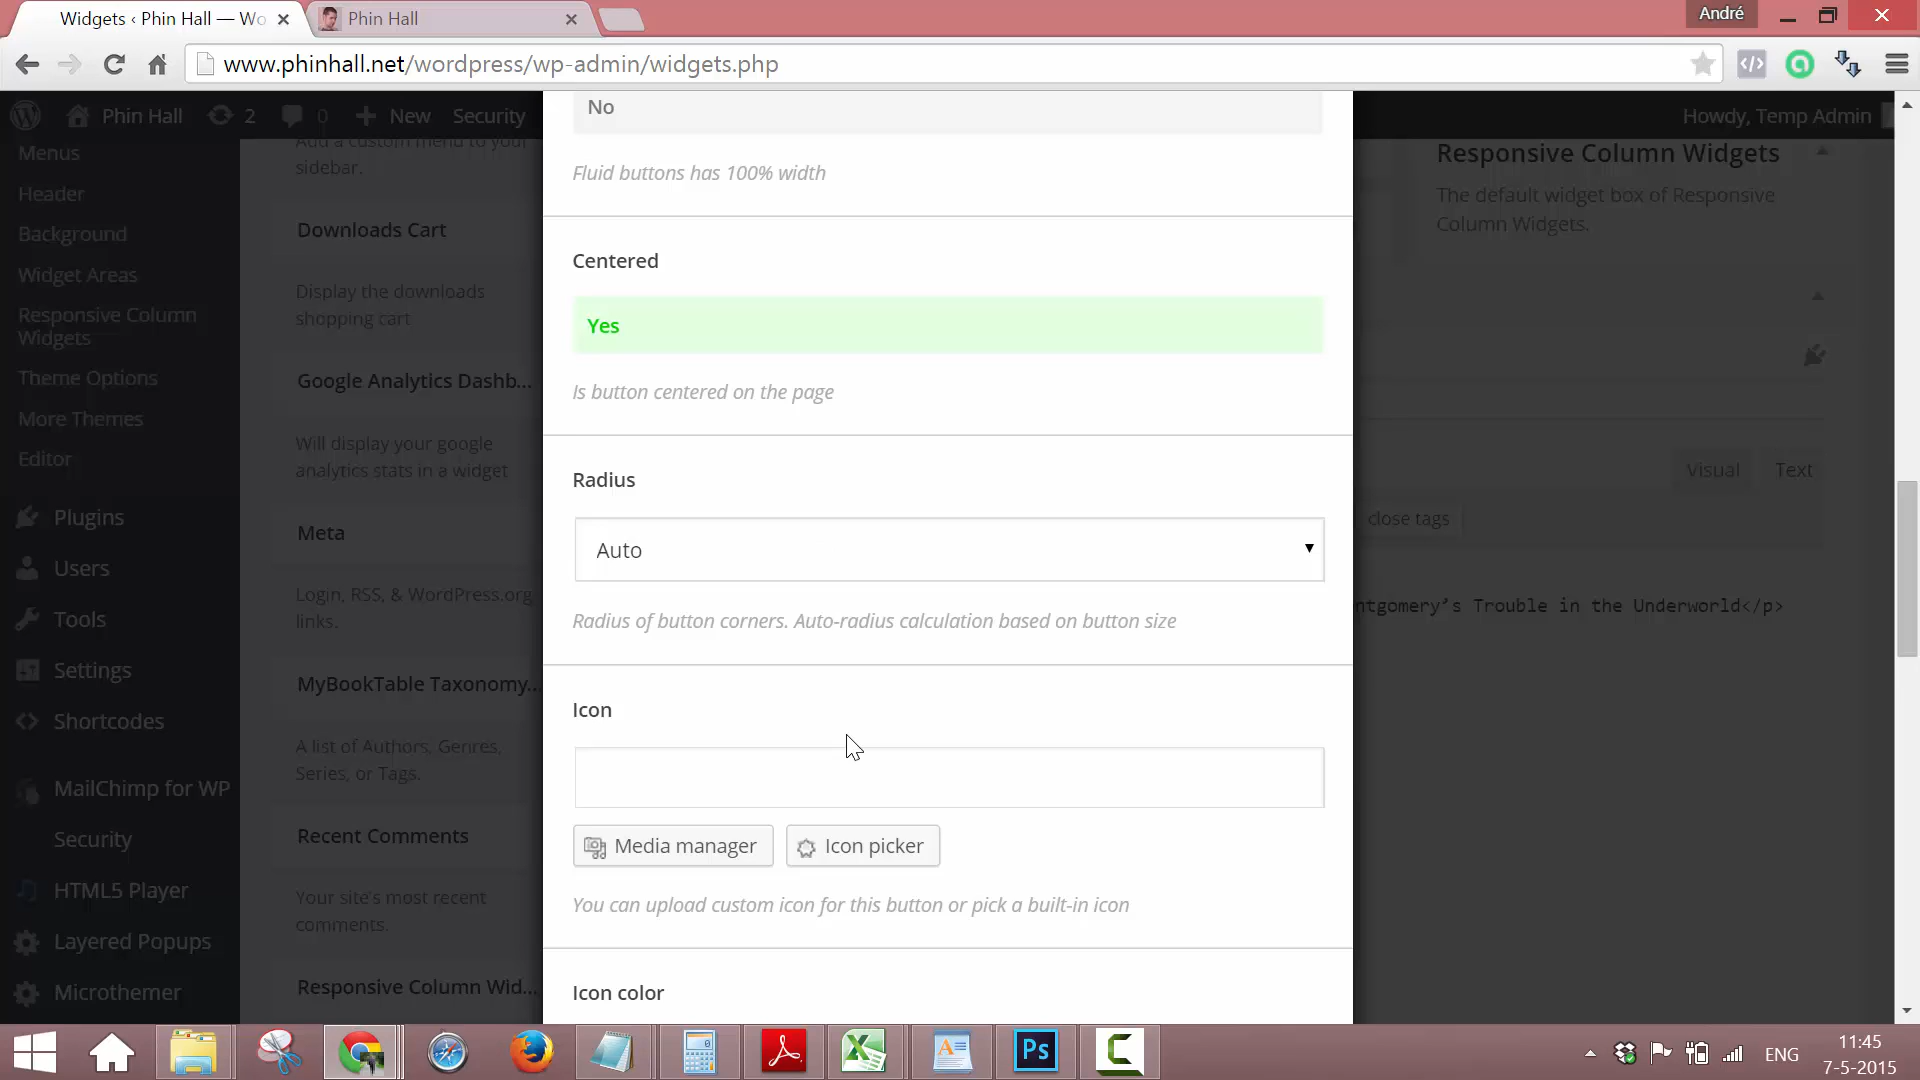 Widgets ‹ Phin Hall — Wo
Phin Hall
André
www.phinhall.net/wordpress/wp-admin/widgets.php
Phin Hall
2
0
New
Security
Howdy, Temp Admin
Menus
Header
Background
Widget Areas
Responsive Column
Widgets
Theme Options
More Themes
Editor
Plugins
Users
Tools
Settings
Shortcodes
MailChimp for WP
Security
HTML5 Player
Layered Popups
Microthemer
Add a custom menu to your
sidebar.
Downloads Cart
Display the downloads
shopping cart
Google Analytics Dashb...
Will display your google
analytics stats in a widget
Meta
Login, RSS, & WordPress.org
links.
MyBookTable Taxonomy...
A list of Authors, Genres,
Series, or Tags.
Recent Comments
Your site's most recent
comments.
Responsive Column Wid...
No
Fluid buttons has 100% width
Centered
Yes
Is button centered on the page
Radius
Auto
Radius of button corners. Auto-radius calculation based on button size
Icon
Media manager
Icon picker
You can upload custom icon for this button or pick a built-in icon
Icon color
Responsive Column Widgets
The default widget box of Responsive
Column Widgets.
Visual
Text
close tags
ntgomery’s Trouble in the Underworld</p>
Ps
ENG
11:45
7-5-2015